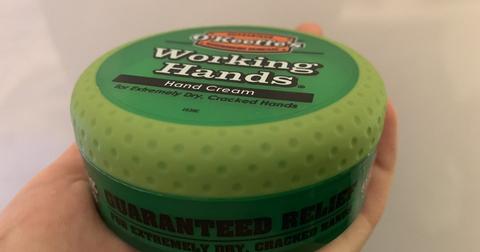 O'Keeffe's
Working
Hands®
Hand Cream
for Extremely Dry, Cracked Hands
GUARANTEED RELIEF
FOR EXTREMELY DRY, CRACKED HANDS